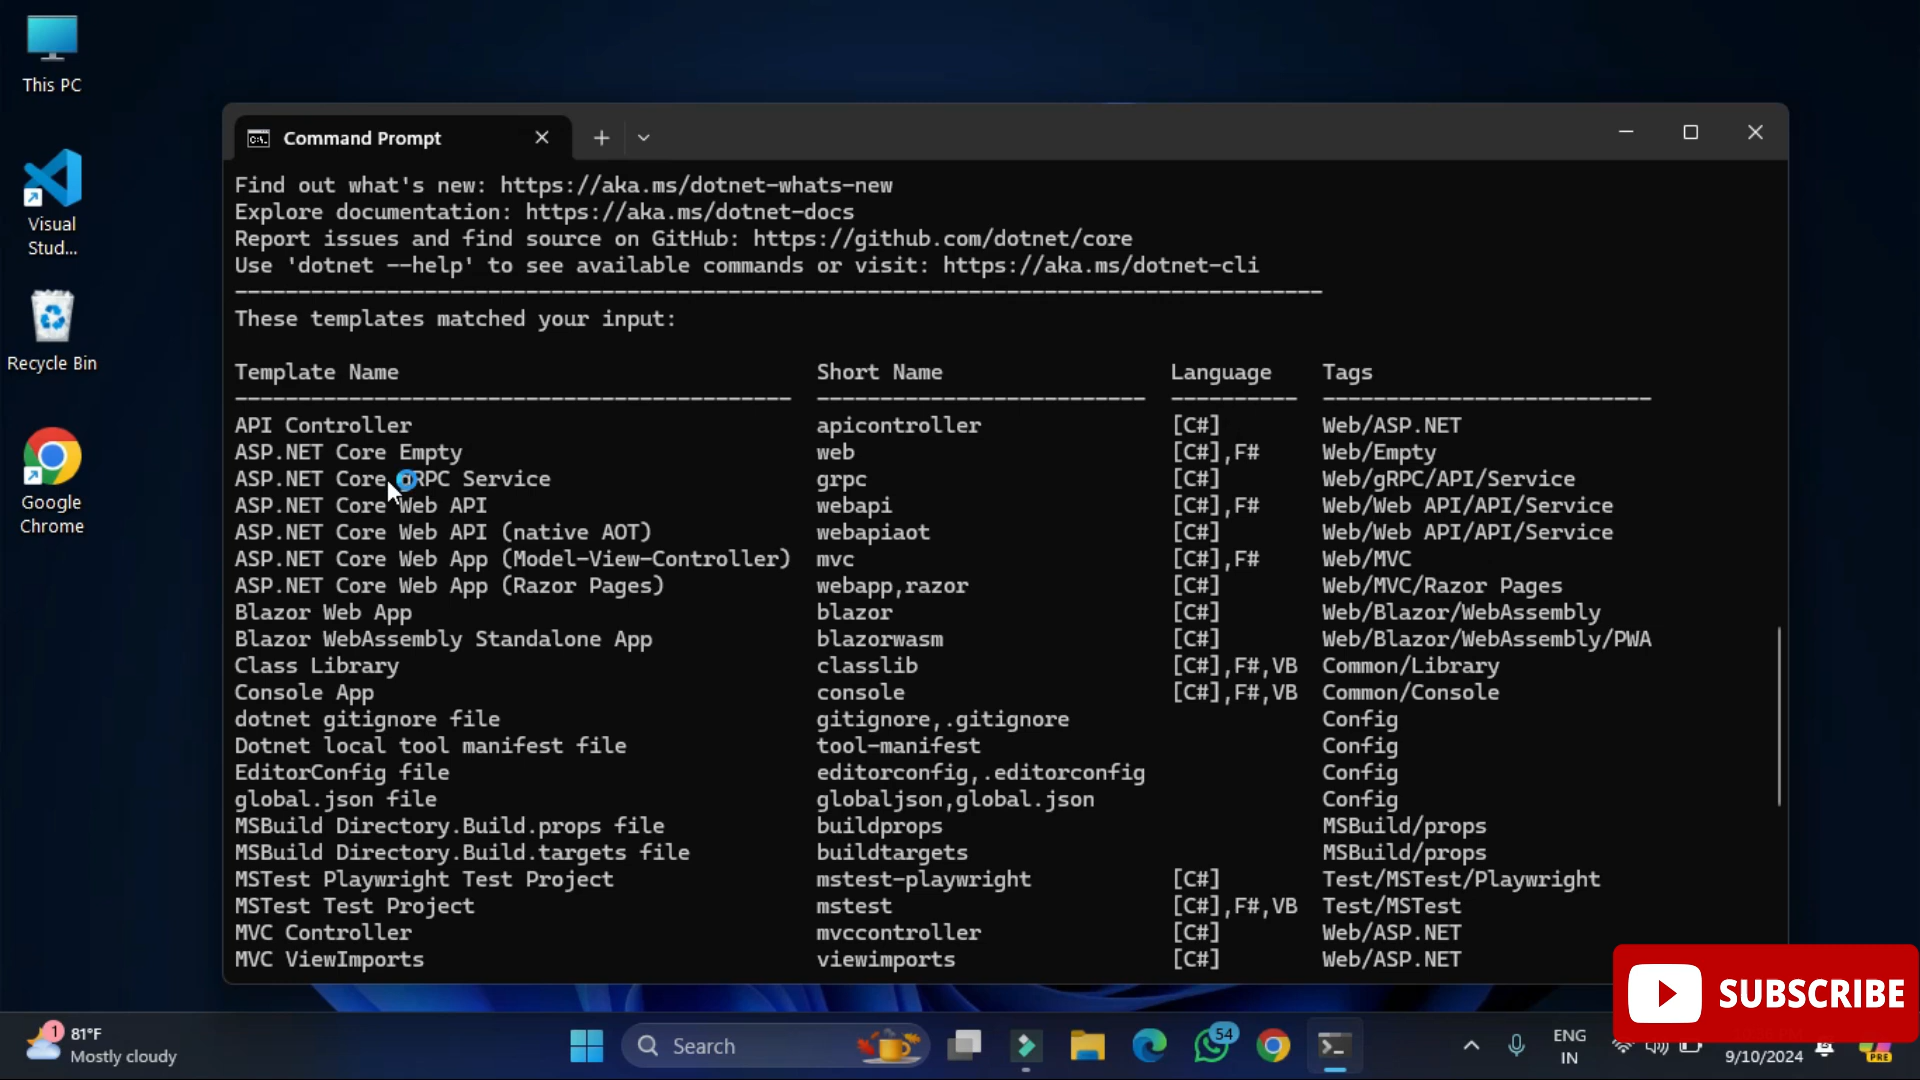 This PC
Visual
Stud...
Recycle Bin
Google
Chrome
Command Prompt
Find out what's new: https://aka.ms/dotnet-whats-new
Explore documentation: https://aka.ms/dotnet-docs
Report issues and find source on GitHub: https://github.com/dotnet/core
Use 'dotnet --help' to see available commands or visit: https://aka.ms/dotnet-cli
These templates matched your input:
Template Name Short Name Language Tags
API Controller apicontroller [C#] Web/ASP.NET
ASP.NET Core Empty web [C#],F# Web/Empty
ASP.NET Core gRPC Service grpc [C#] Web/gRPC/API/Service
ASP.NET Core Web API webapi [C#],F# Web/Web API/API/Service
ASP.NET Core Web API (native AOT) webapiaot [C#] Web/Web API/API/Service
ASP.NET Core Web App (Model-View-Controller) mvc [C#],F# Web/MVC
ASP.NET Core Web App (Razor Pages) webapp,razor [C#] Web/MVC/Razor Pages
Blazor Web App blazor [C#] Web/Blazor/WebAssembly
Blazor WebAssembly Standalone App blazorwasm [C#] Web/Blazor/WebAssembly/PWA
Class Library classlib [C#],F#,VB Common/Library
Console App console [C#],F#,VB Common/Console
dotnet gitignore file gitignore,.gitignore Config
Dotnet local tool manifest file tool-manifest Config
EditorConfig file editorconfig,.editorconfig Config
global.json file globaljson,global.json Config
MSBuild Directory.Build.props file buildprops MSBuild/props
MSBuild Directory.Build.targets file buildtargets MSBuild/props
MSTest Playwright Test Project mstest-playwright [C#] Test/MSTest/Playwright
MSTest Test Project mstest [C#],F#,VB Test/MSTest
MVC Controller mvccontroller [C#] Web/ASP.NET
MVC ViewImports viewimports [C#] Web/ASP.NET
SUBSCRIBE
1
81°F
Mostly cloudy
Search
54
ENG
IN
9/10/2024
PRE